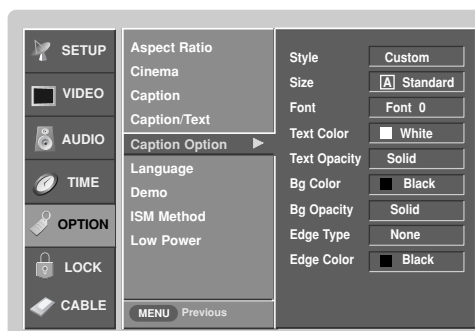 SETUP
VIDEO
AUDIO
TIME
OPTION
LOCK
CABLE
Aspect Ratio
Cinema
Caption
Caption/Text
Caption Option
Language
Demo
ISM Method
Low Power
MENU Previous
Style Custom
Size A Standard
Font Font 0
Text Color White
Text Opacity Solid
Bg Color Black
Bg Opacity Solid
Edge Type None
Edge Color Black